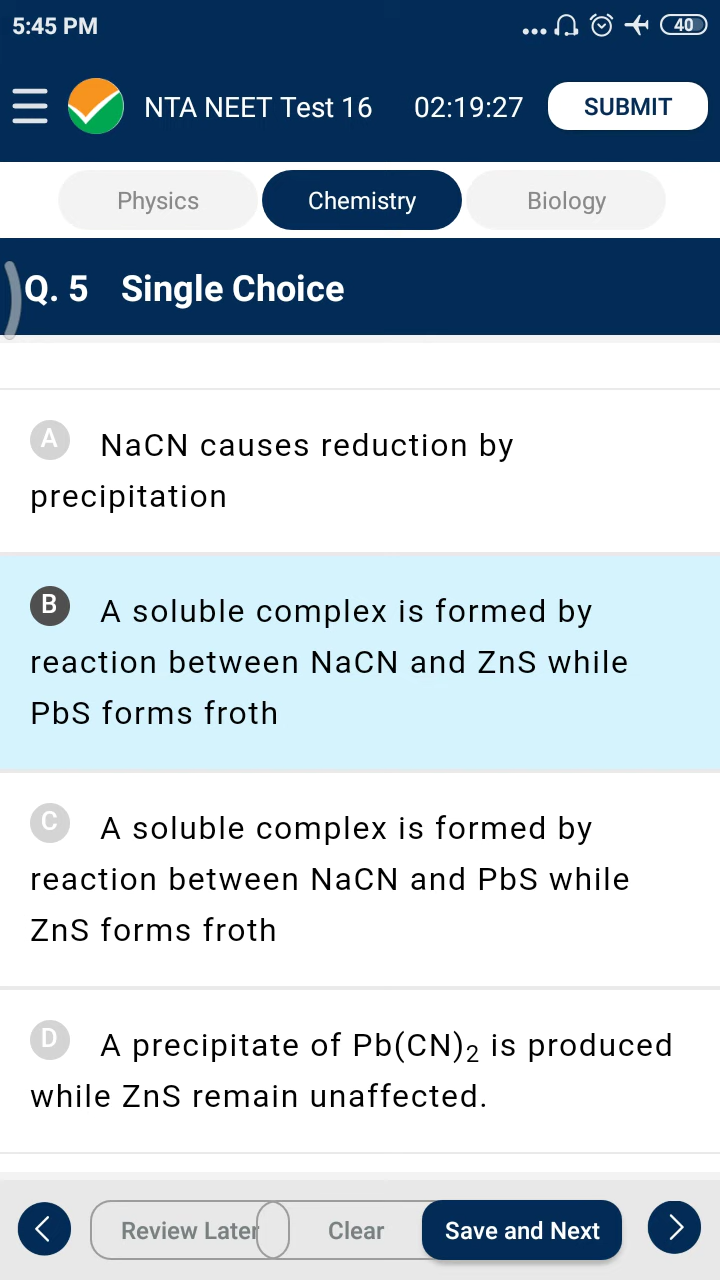 5:45 PM
40
NTA NEET Test 16 02:19:27 SUBMIT
Physics Chemistry Biology
Q. 5 Single Choice
A NaCN causes reduction by
precipitation
B A soluble complex is formed by
reaction between NaCN and ZnS while
PbS forms froth
C A soluble complex is formed by
reaction between NaCN and PbS while
ZnS forms froth
D A precipitate of Pb(CN)₂ is produced
while ZnS remain unaffected.
Review Later Clear Save and Next